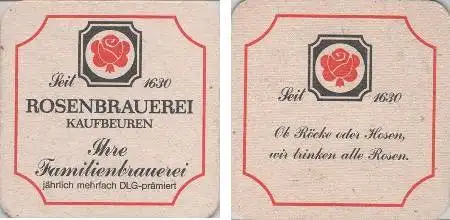 Seit 1630
ROSENBRAUEREI
KAUFBEUREN
Ihre
Familienbrauerei
jährlich mehrfach DLG-prämiert
Seit 1630
Ob Röcke oder Hosen,
wir trinken alle Rosen.